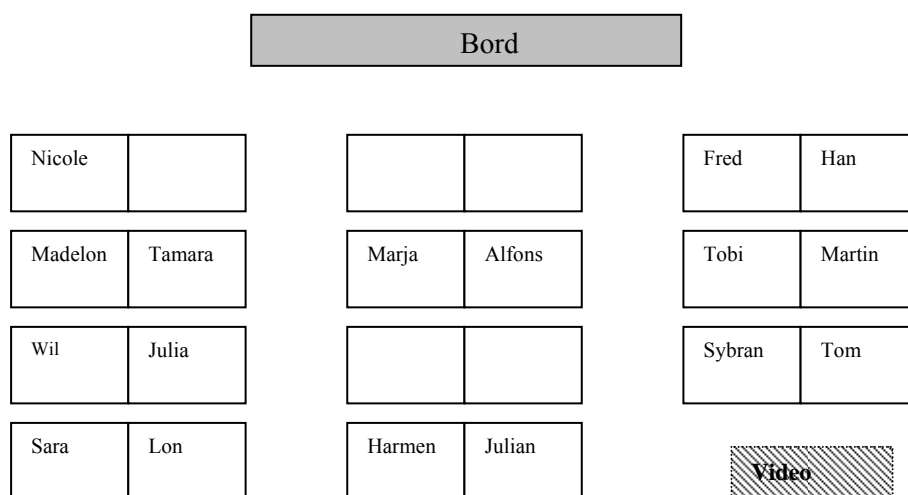 Bord
Nicole Fred Han
Madelon Tamara Marja Alfons Tobi Martin
Wil Julia Sybran Tom
Sara Lon Harmen Julian
Video